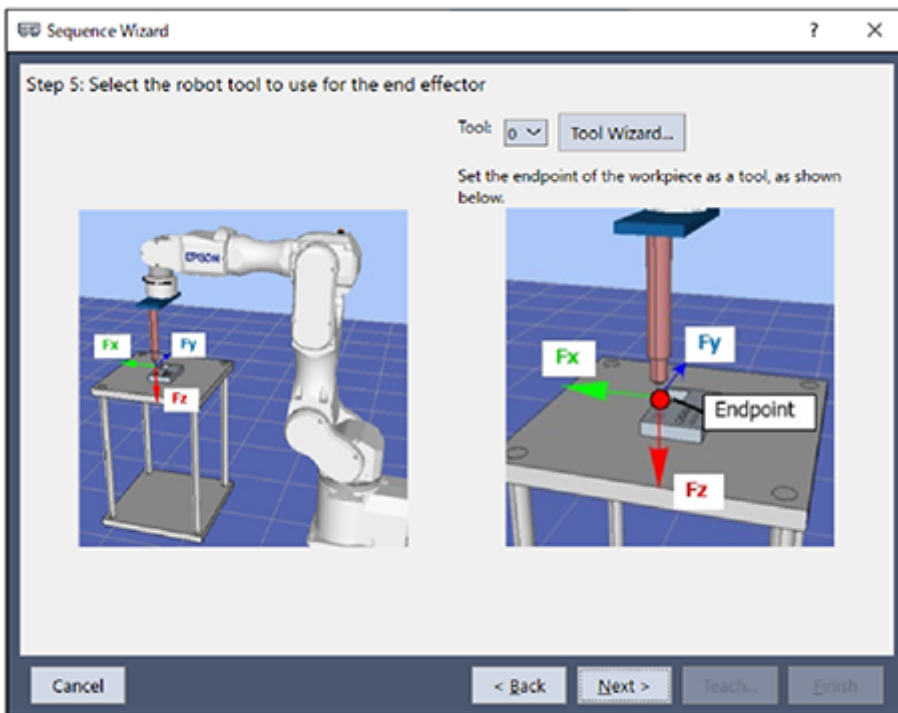 Sequence Wizard
Step 5: Select the robot tool to use for the end effector
Tool: 0 Tool Wizard...
Set the endpoint of the workpiece as a tool, as shown
below.
EPSON
Fx Fy
Fz
Fx Fy
Endpoint
Fz
Cancel < Back Next > Teach... Finish